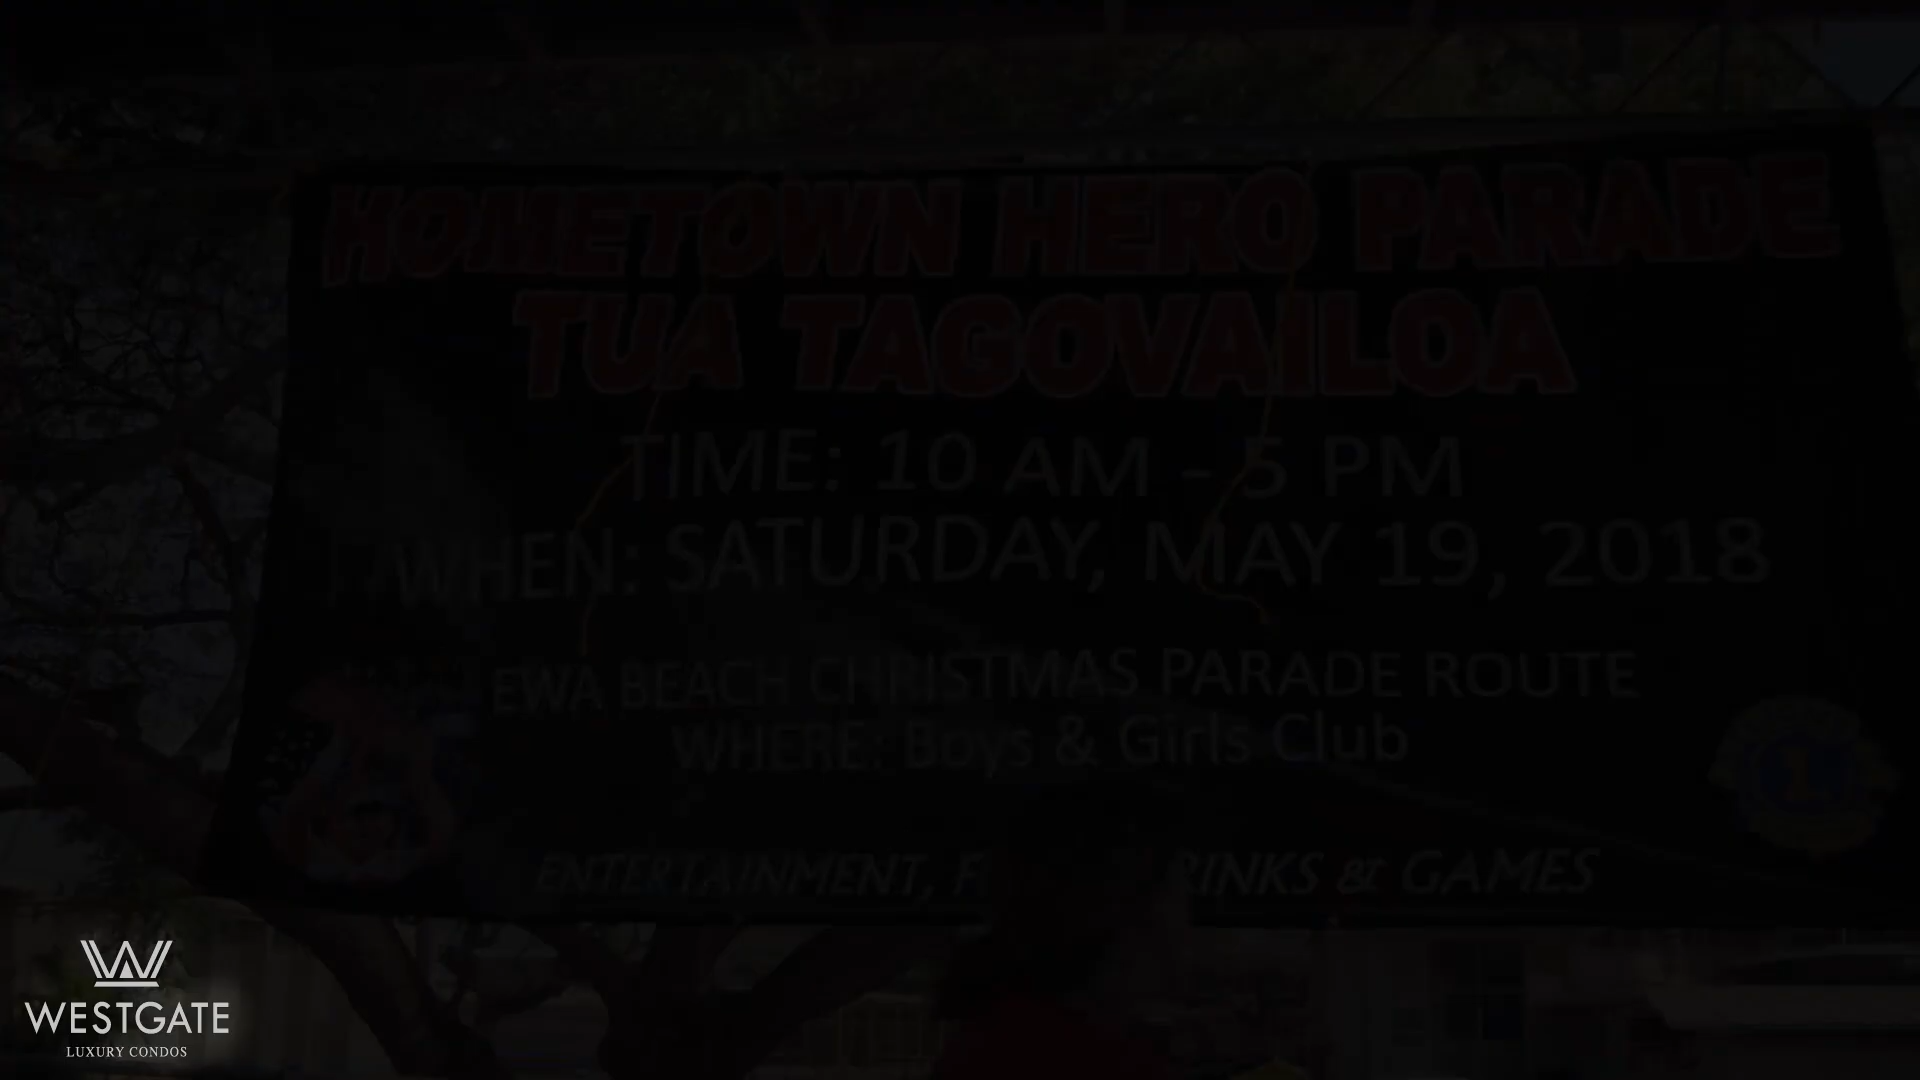 HOMETOWN HERO PARADE
TUA TAGOVAILOA
TIME: 10 AM - 5 PM
WHEN: SATURDAY, MAY 19, 2018
EWA BEACH CHRISTMAS PARADE ROUTE
WHERE: Boys & Girls Club
ENTERTAINMENT, & GAMES
WESTGATE
LUXURY CONDOS